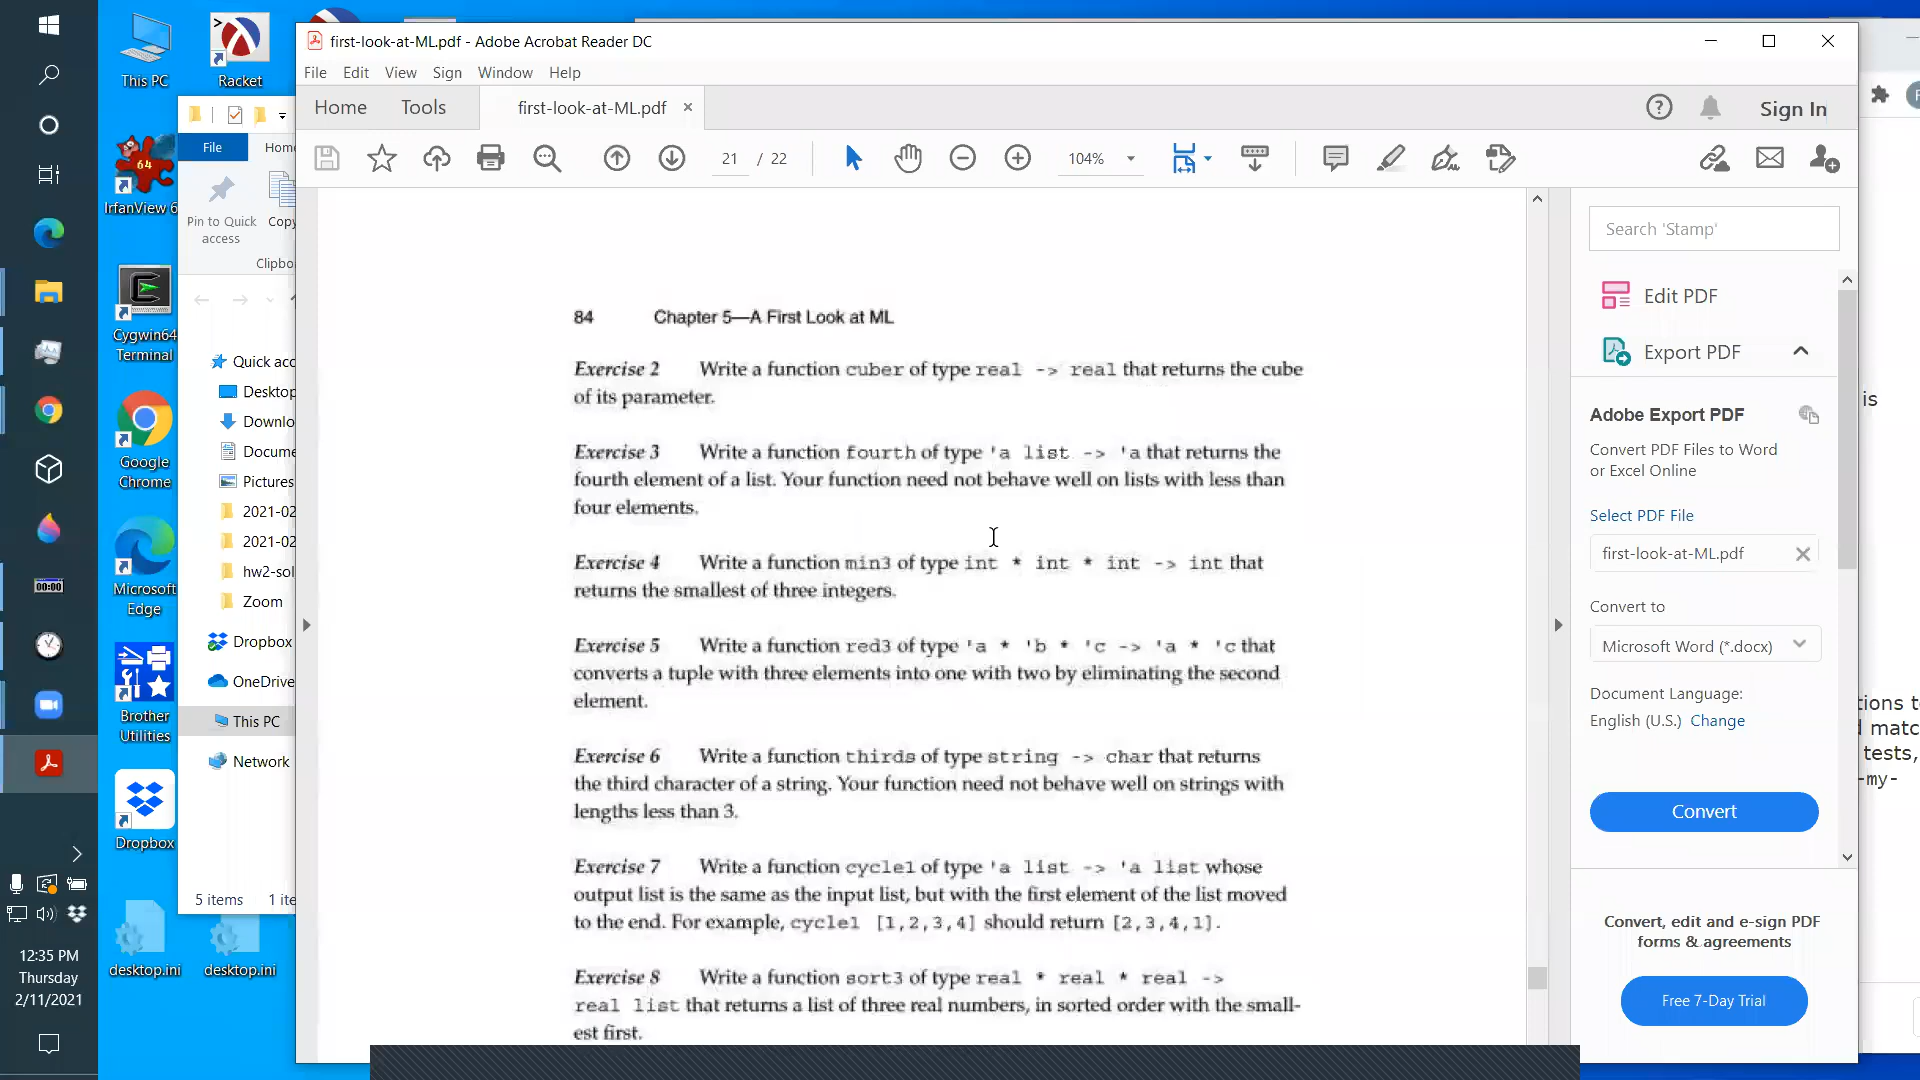 This PC
Racket
first-look-at-ML.pdf - Adobe Acrobat Reader DC
File Edit View Sign Window Help
Home Tools first-look-at-ML.pdf ×
Sign In
21 / 22
104%
File Home
64
IrfanView 6
Pin to Quick access
Copy
Clipbo
Cygwin64 Terminal
Google Chrome
Microsoft Edge
Brother Utilities
Dropbox
desktop.ini
desktop.ini
Quick acc
Desktop
Downlo
Docume
Pictures
2021-02
2021-02
hw2-sol
Zoom
Dropbox
OneDrive
This PC
Network
5 items 1 ite
00:00
12:35 PM
Thursday
2/11/2021
84 Chapter 5—A First Look at ML
Exercise 2 Write a function cuber of type real -> real that returns the cube
of its parameter.
Exercise 3 Write a function fourth of type 'a list -> 'a that returns the
fourth element of a list. Your function need not behave well on lists with less than
four elements.
Exercise 4 Write a function min3 of type int * int * int -> int that
returns the smallest of three integers.
Exercise 5 Write a function red3 of type 'a * 'b * 'c -> 'a * 'c that
converts a tuple with three elements into one with two by eliminating the second
element.
Exercise 6 Write a function thirds of type string -> char that returns
the third character of a string. Your function need not behave well on strings with
lengths less than 3.
Exercise 7 Write a function cycle1 of type 'a list -> 'a list whose
output list is the same as the input list, but with the first element of the list moved
to the end. For example, cycle1 [1,2,3,4] should return [2,3,4,1].
Exercise 8 Write a function sort3 of type real * real * real ->
real list that returns a list of three real numbers, in sorted order with the small-
est first.
Search 'Stamp'
Edit PDF
Export PDF
Adobe Export PDF
Convert PDF Files to Word
or Excel Online
Select PDF File
first-look-at-ML.pdf
Convert to
Microsoft Word (*.docx)
Document Language:
English (U.S.) Change
Convert
Convert, edit and e-sign PDF
forms & agreements
Free 7-Day Trial
is
tions t
matc
tests,
-my-